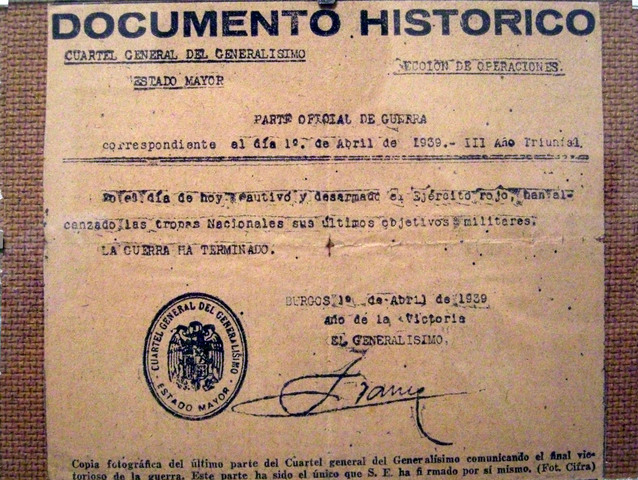 DOCUMENTO HISTORICO
CUARTEL GENERAL DEL GENERALISIMO
ESTADO MAYOR
SECCION DE OPERACIONES.
PARTE OFICIAL DE GUERRA
correspondiente al día 1º. de Abril de 1939.- III Año Triunfal.
En el día de hoy, cautivo y desarmado el Ejército rojo, han al-
canzado las tropas Nacionales sus últimos objetivos militares.
LA GUERRA HA TERMINADO.
BURGOS 1º de Abril de 1939
Año de la Victoria
EL GENERALISIMO.
CUARTEL GENERAL DEL GENERALISIMO
ESTADO MAYOR
Franco
Copia fotográfica del último parte del Cuartel general del Generalísimo comunicando el final vic-
torioso de la guerra. Este parte ha sido el único que S. E. ha firmado por sí mismo. (Fot. Cifra)